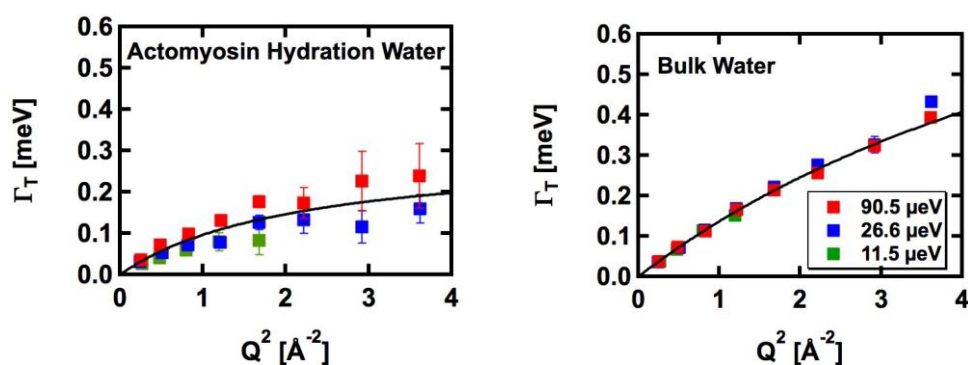 Actomyosin Hydration Water
Γ_T [meV]
0.6
0.5
0.4
0.3
0.2
0.1
0.0
0 1 2 3 4
Q² [Å⁻²]
Bulk Water
Γ_T [meV]
0.6
0.5
0.4
0.3
0.2
0.1
0.0
90.5 µeV
26.6 µeV
11.5 µeV
0 1 2 3 4
Q² [Å⁻²]